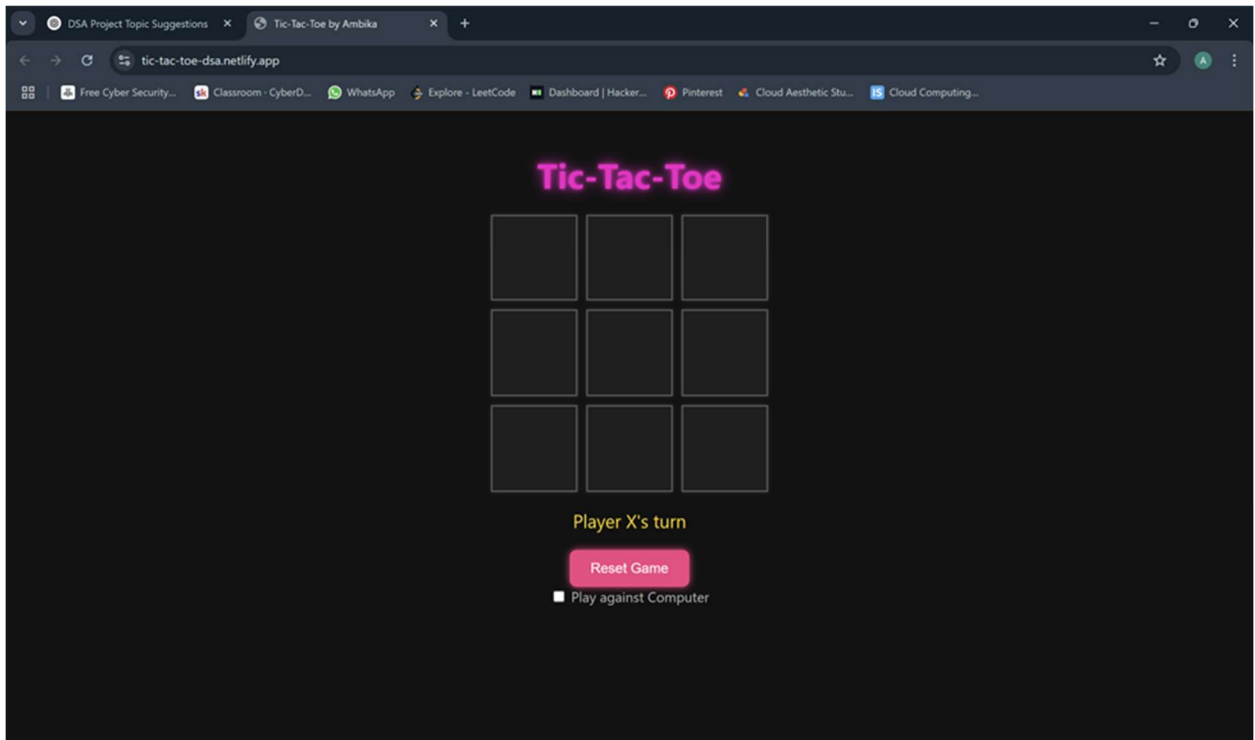 DSA Project Topic Suggestions
Tic-Tac-Toe by Ambika
tic-tac-toe-dsa.netlify.app
A
Free Cyber Security...
sk Classroom - CyberD...
WhatsApp
Explore - LeetCode
Dashboard | Hacker...
Pinterest
Cloud Aesthetic Stu...
IS Cloud Computing...
Tic-Tac-Toe
Player X's turn
Reset Game
Play against Computer